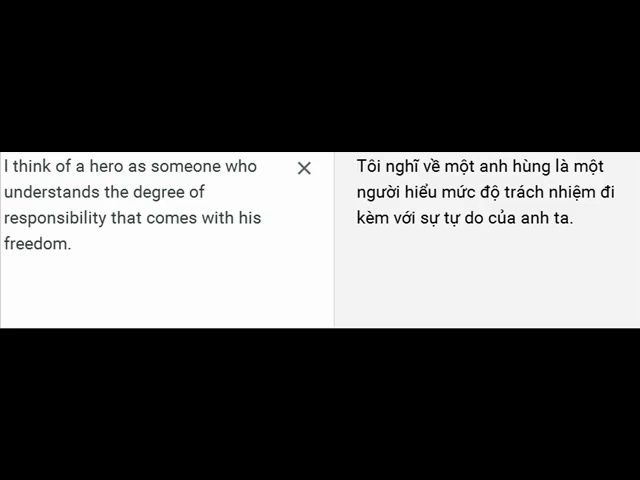 I think of a hero as someone who
understands the degree of
responsibility that comes with his
freedom.
Tôi nghĩ về một anh hùng là một
người hiểu mức độ trách nhiệm đi
kèm với sự tự do của anh ta.